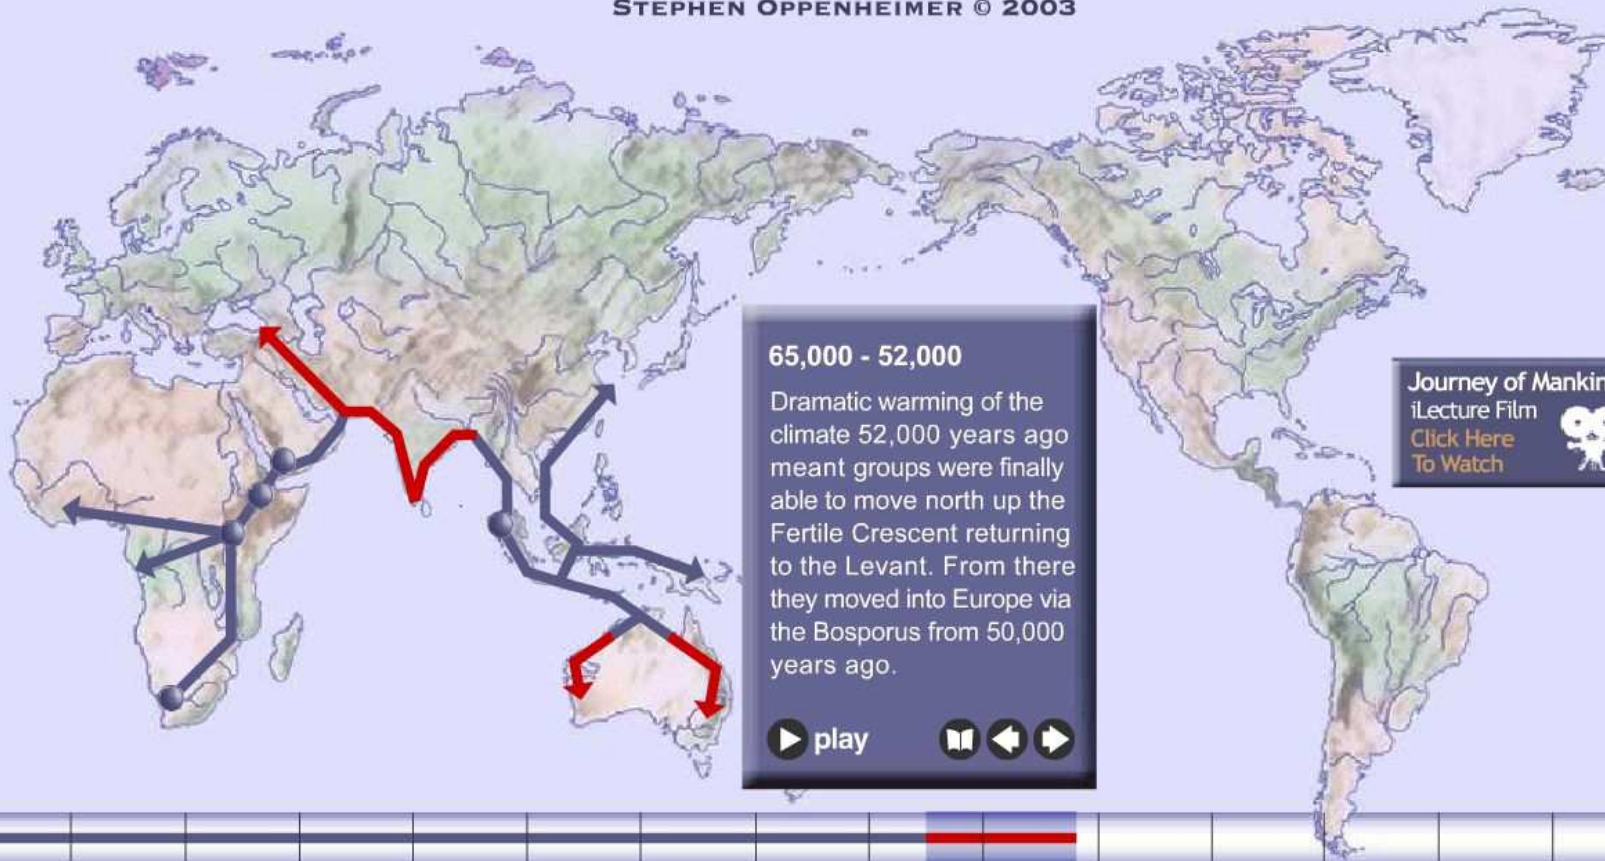 STEPHEN OPPENHEIMER © 2003
65,000 - 52,000
Dramatic warming of the
climate 52,000 years ago
meant groups were finally
able to move north up the
Fertile Crescent returning
to the Levant. From there
they moved into Europe via
the Bosporus from 50,000
years ago.
play
Journey of Mankin
iLecture Film
Click Here
To Watch